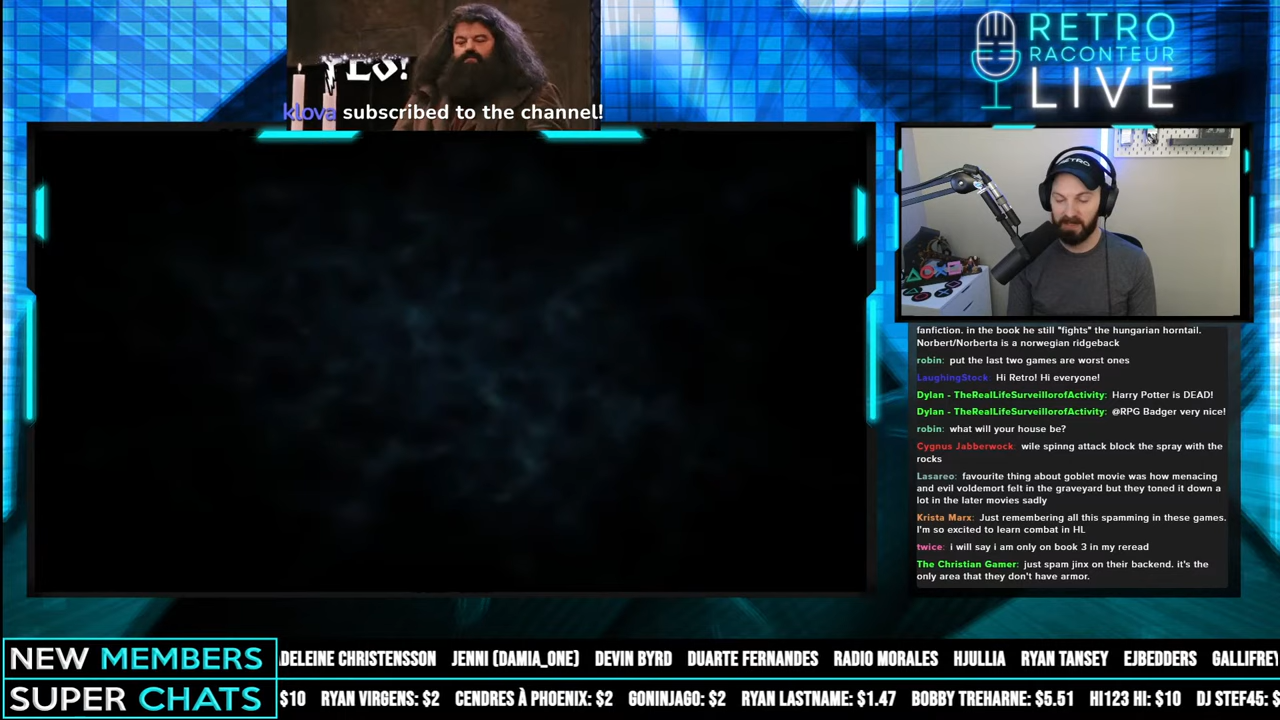 YES!
klova subscribed to the channel!
RETRO
RACONTEUR
LIVE
RETRO
fanfiction. in the book he still "fights" the hungarian horntail.
Norbert/Norberta is a norwegian ridgeback
robin: put the last two games are worst ones
LaughingStock: Hi Retro! Hi everyone!
Dylan - TheRealLifeSurveillorofActivity: Harry Potter is DEAD!
Dylan - TheRealLifeSurveillorofActivity: @RPG Badger very nice!
robin: what will your house be?
Cygnus Jabberwock: wile spinng attack block the spray with the
rocks
Lasareo: favourite thing about goblet movie was how menacing
and evil voldemort felt in the graveyard but they toned it down a
lot in the later movies sadly
Krista Marx: Just remembering all this spamming in these games.
I'm so excited to learn combat in HL
twice: i will say i am only on book 3 in my reread
The Christian Gamer: just spam jinx on their backend. it's the
only area that they don't have armor.
NEW MEMBERS
ADELEINE CHRISTENSSON JENNI (DAMIA_ONE) DEVIN BYRD DUARTE FERNANDES RADIO MORALES HJULLIA RYAN TANSEY EJBEDDERS GALLIFREY
SUPER CHATS
$10 RYAN VIRGENS: $2 CENDRES À PHOENIX: $2 GONINJAGO: $2 RYAN LASTNAME: $1.47 BOBBY TREHARNE: $5.51 HI123 HI: $10 DJ STEF45: $